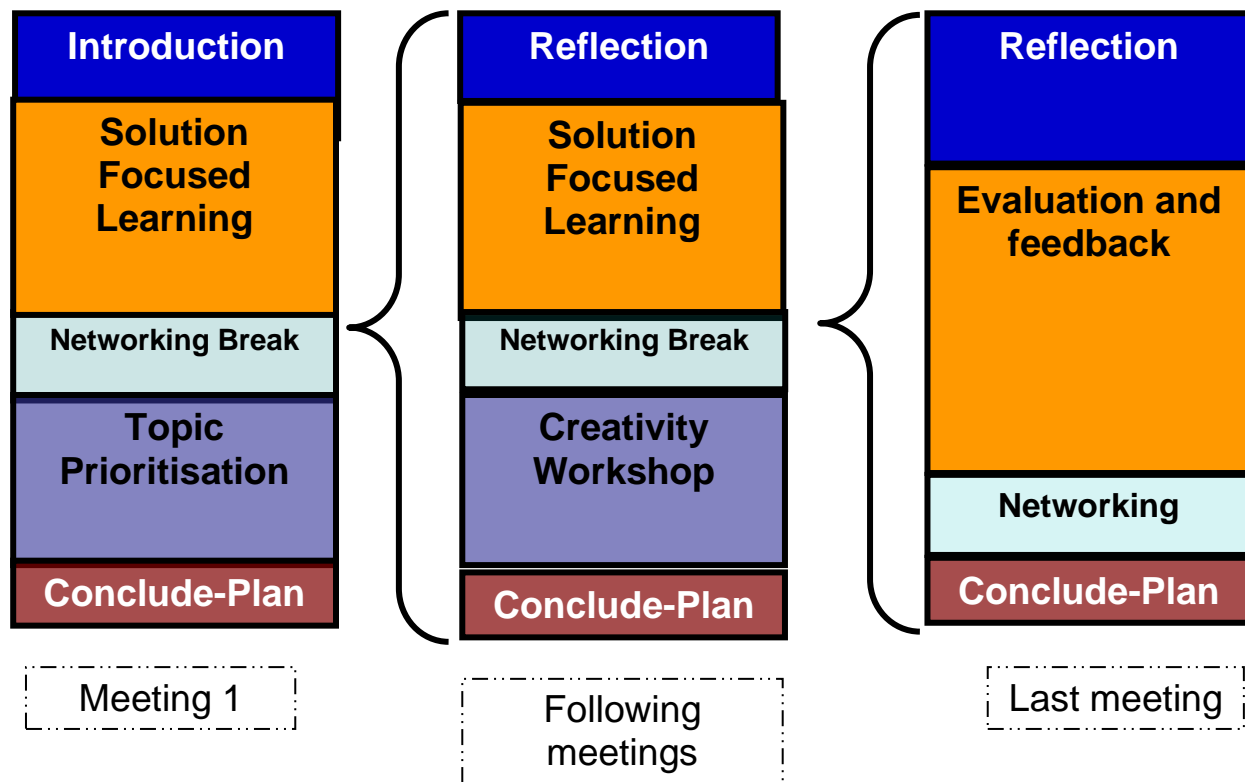 Introduction
Solution
Focused
Learning
Networking Break
Topic
Prioritisation
Conclude-Plan
Meeting 1
Reflection
Solution
Focused
Learning
Networking Break
Creativity
Workshop
Conclude-Plan
Following
meetings
Reflection
Evaluation and
feedback
Networking
Conclude-Plan
Last meeting